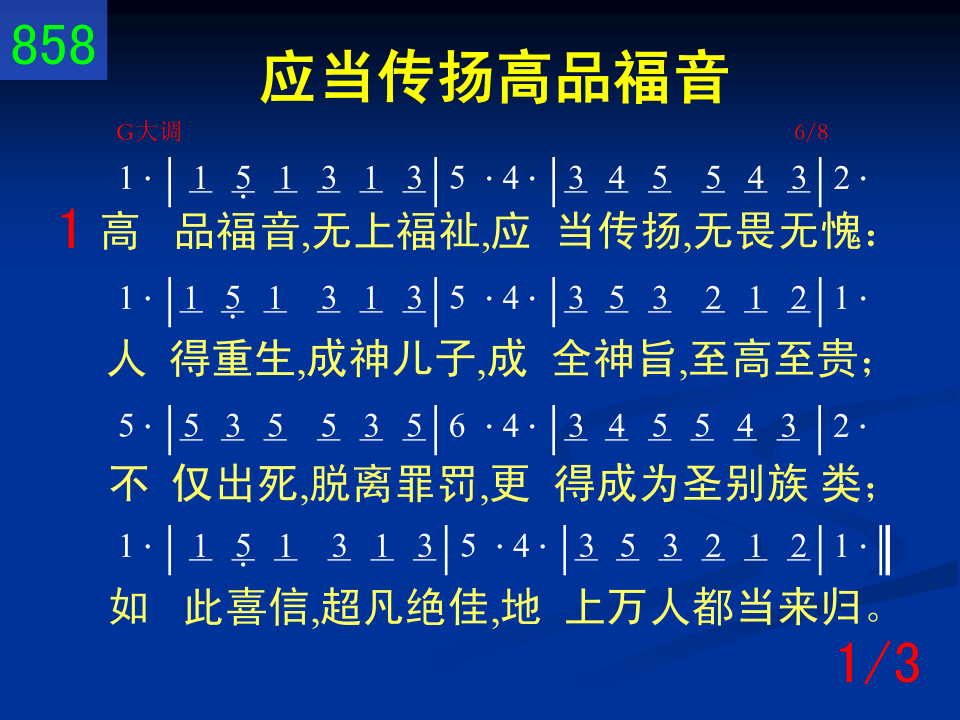 858
应当传扬高品福音
G大调 6/8
1 · | 1 5̣ 1 3 1 3 | 5 · 4 · | 3 4 5 5 4 3 | 2 ·
1 高 品福音,无上福祉,应 当传扬,无畏无愧：
1 · | 1 5̣ 1 3 1 3 | 5 · 4 · | 3 5 3 2 1 2 | 1 ·
人 得重生,成神儿子,成 全神旨,至高至贵；
5 · | 5 3 5 5 3 5 | 6 · 4 · | 3 4 5 5 4 3 | 2 ·
不 仅出死,脱离罪罚,更 得成为圣别族 类；
1 · | 1 5̣ 1 3 1 3 | 5 · 4 · | 3 5 3 2 1 2 | 1 · ‖
如 此喜信,超凡绝佳,地 上万人都当来归。
1/3